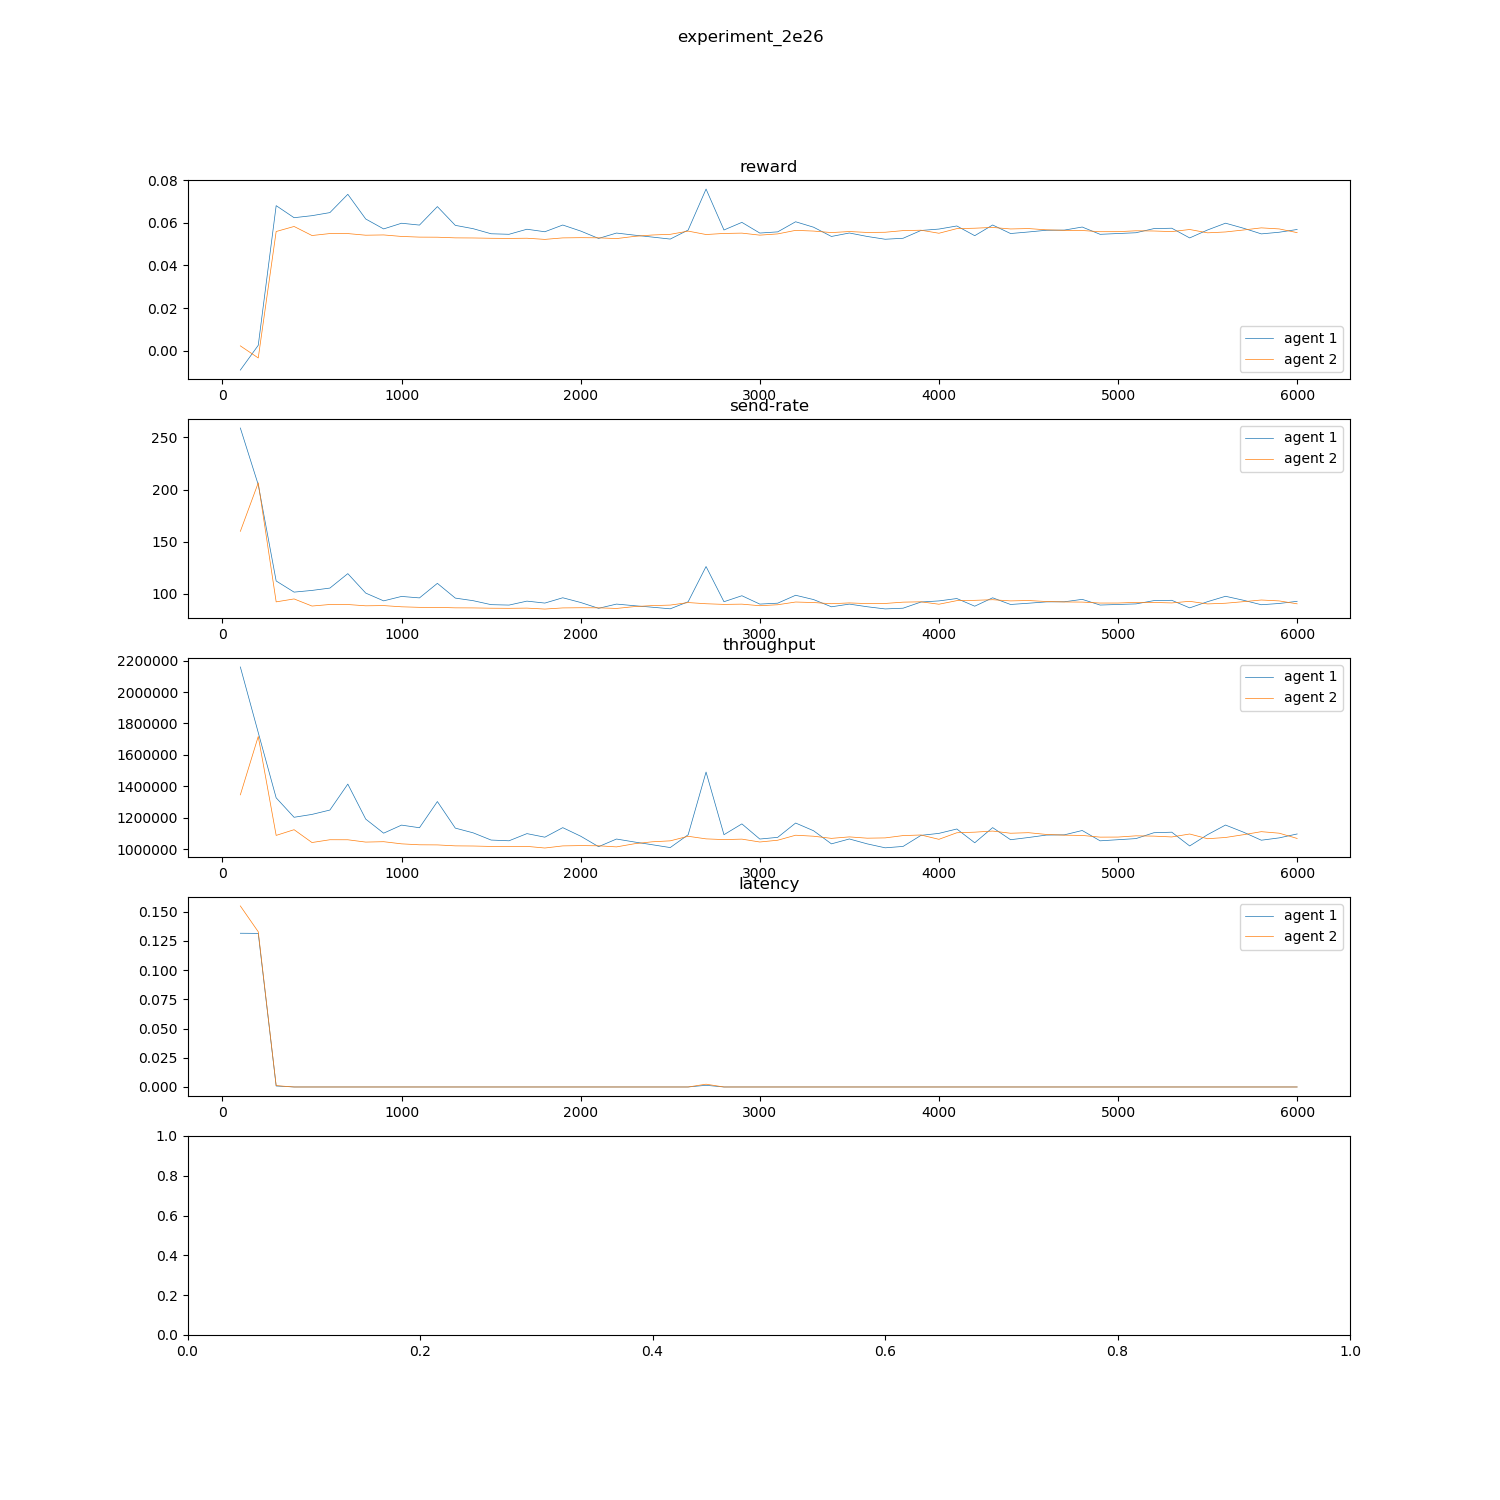 experiment_2e26
reward
0.08
0.06
0.04
0.02
0.00
agent 1
agent 2
0 1000 2000 3000 4000 5000 6000
send-rate
250
200
150
100
agent 1
agent 2
0 1000 2000 3000 4000 5000 6000
throughput
2200000
2000000
1800000
1600000
1400000
1200000
1000000
agent 1
agent 2
0 1000 2000 3000 4000 5000 6000
latency
0.150
0.125
0.100
0.075
0.050
0.025
0.000
agent 1
agent 2
0 1000 2000 3000 4000 5000 6000
1.0
0.8
0.6
0.4
0.2
0.0
0.0 0.2 0.4 0.6 0.8 1.0